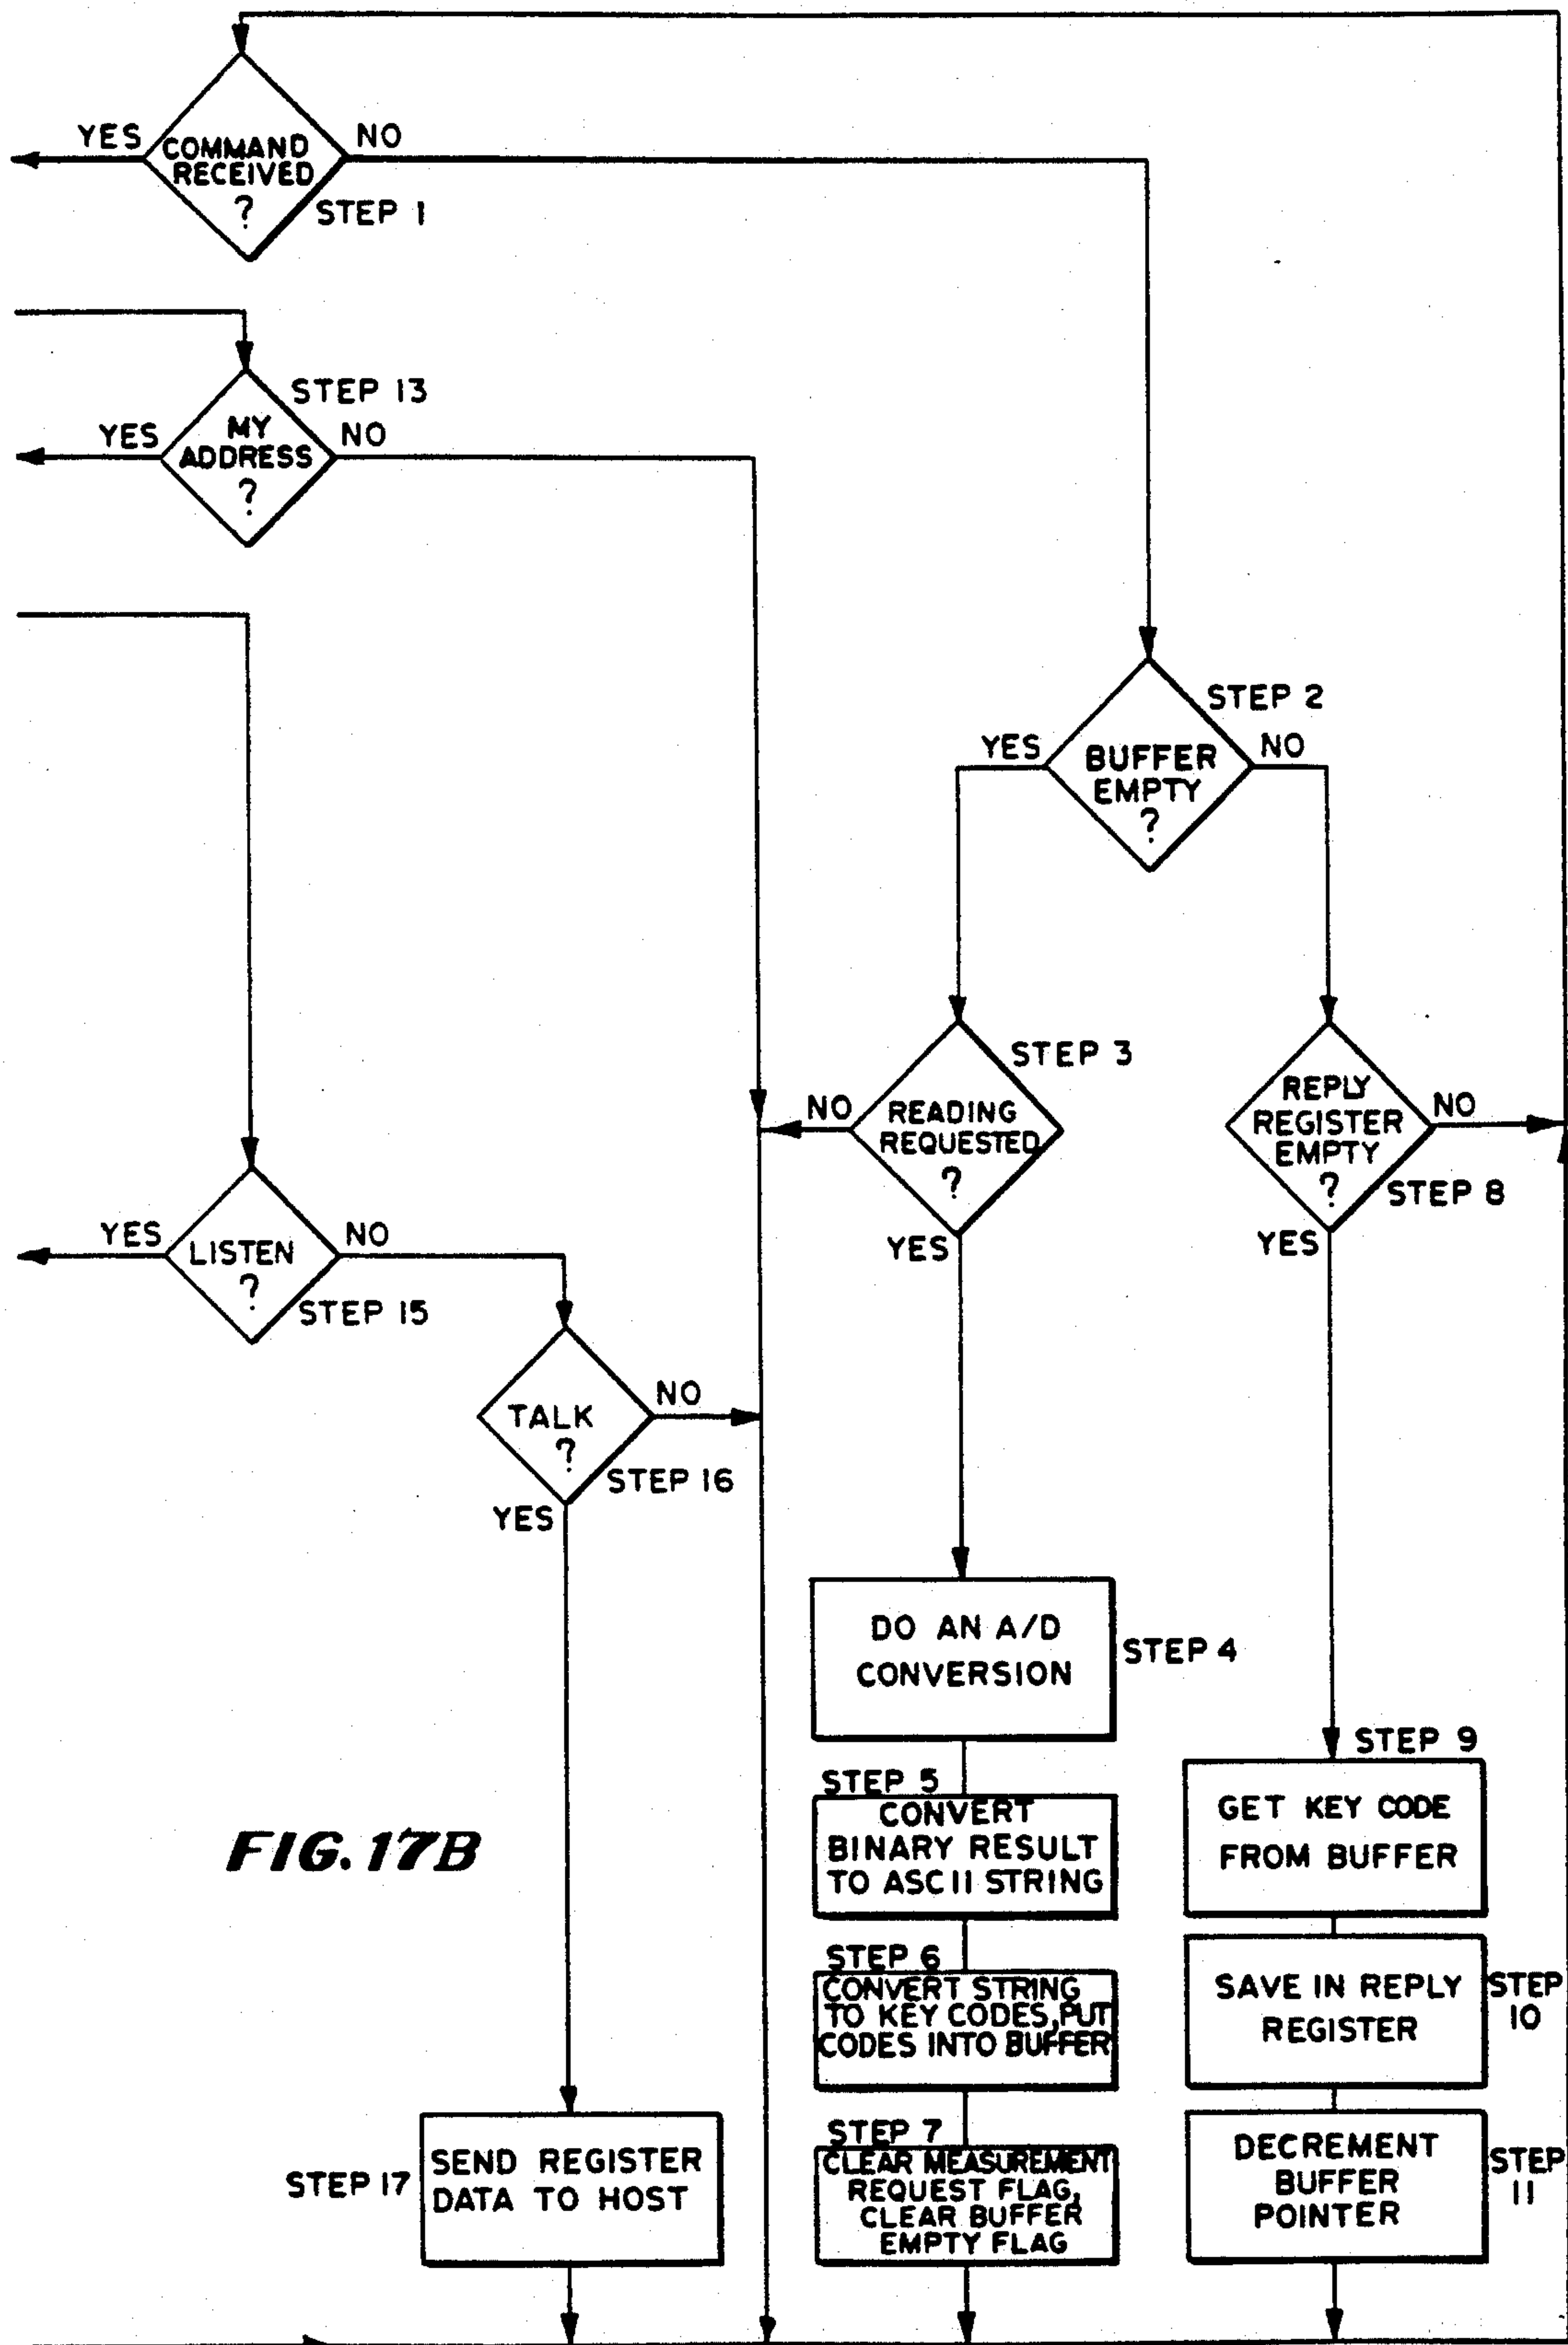 YES
COMMAND
RECEIVED
?
NO
STEP 1
STEP 13
YES
MY
ADDRESS
?
NO
STEP 2
YES
BUFFER
EMPTY
?
NO
STEP 3
NO
READING
REQUESTED
?
YES
REPLY
REGISTER
EMPTY
?
NO
STEP 8
YES
YES
LISTEN
?
NO
STEP 15
TALK
?
NO
STEP 16
YES
DO AN A/D
CONVERSION
STEP 4
STEP 5
CONVERT
BINARY RESULT
TO ASCII STRING
STEP 6
CONVERT STRING
TO KEY CODES, PUT
CODES INTO BUFFER
STEP 7
CLEAR MEASUREMENT
REQUEST FLAG,
CLEAR BUFFER
EMPTY FLAG
STEP 9
GET KEY CODE
FROM BUFFER
SAVE IN REPLY
REGISTER
STEP
10
DECREMENT
BUFFER
POINTER
STEP
11
FIG. 17B
STEP 17
SEND REGISTER
DATA TO HOST